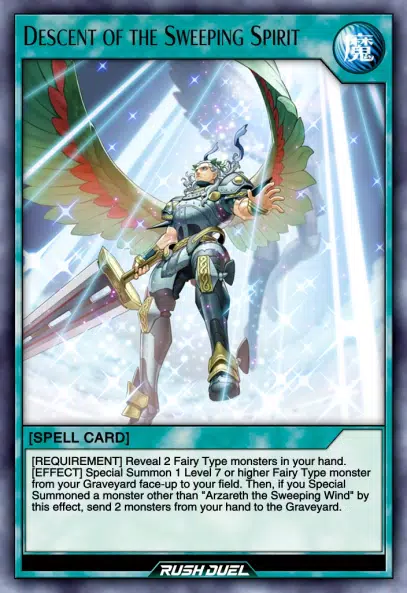 Descent of the Sweeping Spirit
魔
[SPELL CARD]
[REQUIREMENT] Reveal 2 Fairy Type monsters in your hand.
[EFFECT] Special Summon 1 Level 7 or higher Fairy Type monster
from your Graveyard face-up to your field. Then, if you Special
Summoned a monster other than "Arzareth the Sweeping Wind" by
this effect, send 2 monsters from your hand to the Graveyard.
RUSH DUEL